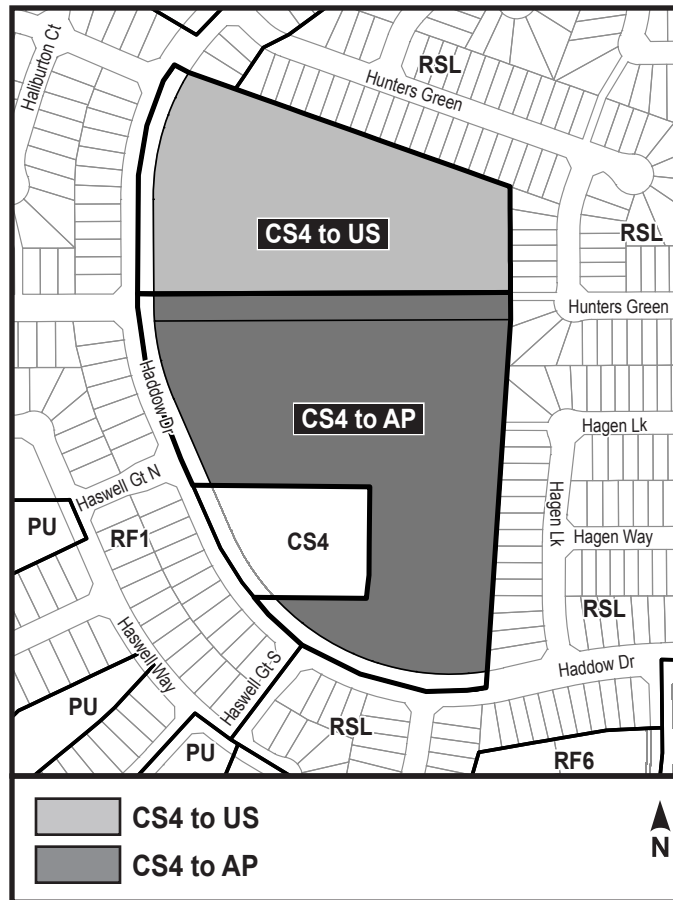 Haliburton Ct
RSL
Hunters Green
CS4 to US
RSL
Hunters Green
Haddow Dr
CS4 to AP
Hagen Lk
Haswell Gt N
Hagen Lk
PU
RF1
CS4
Hagen Way
RSL
Haswell Way
Haswell Gt S
Haddow Dr
PU
RSL
PU
RF6
CS4 to US
CS4 to AP
N